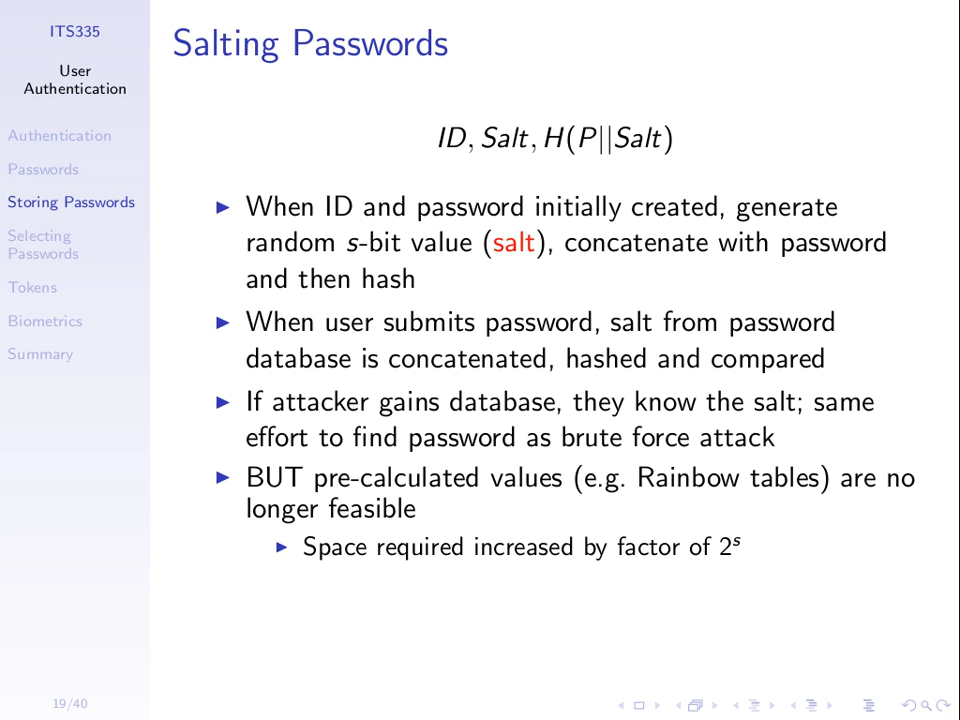 ITS335
User
Authentication
Authentication
Passwords
Storing Passwords
Selecting
Passwords
Tokens
Biometrics
Summary
19/40
Salting Passwords
ID, Salt, H(P||Salt)
When ID and password initially created, generate
random s-bit value (salt), concatenate with password
and then hash
When user submits password, salt from password
database is concatenated, hashed and compared
If attacker gains database, they know the salt; same
effort to find password as brute force attack
BUT pre-calculated values (e.g. Rainbow tables) are no
longer feasible
Space required increased by factor of 2ˢ